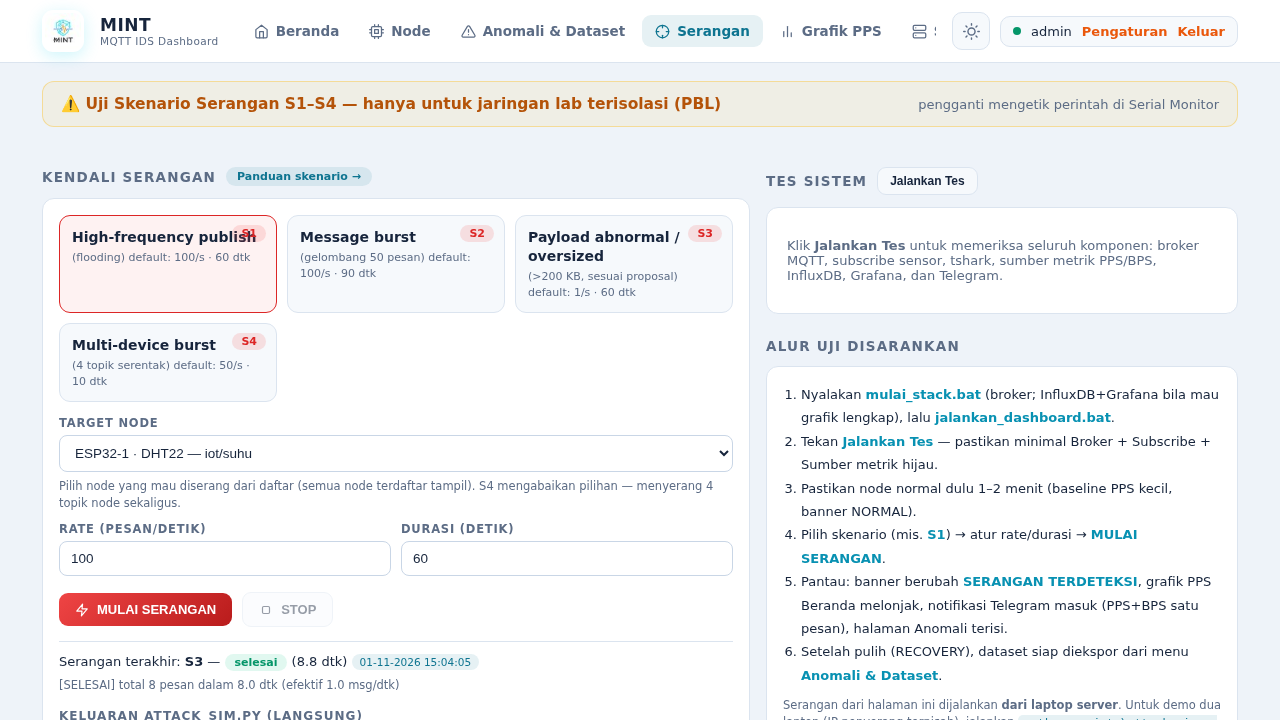 MINT
MQTT IDS Dashboard
Beranda
Node
Anomali & Dataset
Serangan
Grafik PPS
admin
Pengaturan
Keluar
⚠️ Uji Skenario Serangan S1–S4 — hanya untuk jaringan lab terisolasi (PBL)
pengganti mengetik perintah di Serial Monitor
KENDALI SERANGAN
Panduan skenario →
High-frequency publish
S1
(flooding) default: 100/s · 60 dtk
Message burst
S2
(gelombang 50 pesan) default:
100/s · 90 dtk
Payload abnormal /
oversized
S3
(>200 KB, sesuai proposal)
default: 1/s · 60 dtk
Multi-device burst
S4
(4 topik serentak) default: 50/s ·
10 dtk
TARGET NODE
ESP32-1 · DHT22 — iot/suhu
Pilih node yang mau diserang dari daftar (semua node terdaftar tampil). S4 mengabaikan pilihan — menyerang 4
topik node sekaligus.
RATE (PESAN/DETIK)
DURASI (DETIK)
100
60
MULAI SERANGAN
STOP
Serangan terakhir: S3 — selesai (8.8 dtk) 01-11-2026 15:04:05
[SELESAI] total 8 pesan dalam 8.0 dtk (efektif 1.0 msg/dtk)
KELUARAN ATTACK_SIM.PY (LANGSUNG)
TES SISTEM
Jalankan Tes
Klik Jalankan Tes untuk memeriksa seluruh komponen: broker
MQTT, subscribe sensor, tshark, sumber metrik PPS/BPS,
InfluxDB, Grafana, dan Telegram.
ALUR UJI DISARANKAN
1. Nyalakan mulai_stack.bat (broker; InfluxDB+Grafana bila mau
grafik lengkap), lalu jalankan_dashboard.bat.
2. Tekan Jalankan Tes — pastikan minimal Broker + Subscribe +
Sumber metrik hijau.
3. Pastikan node normal dulu 1–2 menit (baseline PPS kecil,
banner NORMAL).
4. Pilih skenario (mis. S1) → atur rate/durasi → MULAI
SERANGAN.
5. Pantau: banner berubah SERANGAN TERDETEKSI, grafik PPS
Beranda melonjak, notifikasi Telegram masuk (PPS+BPS satu
pesan), halaman Anomali terisi.
6. Setelah pulih (RECOVERY), dataset siap diekspor dari menu
Anomali & Dataset.
Serangan dari halaman ini dijalankan dari laptop server. Untuk demo dua